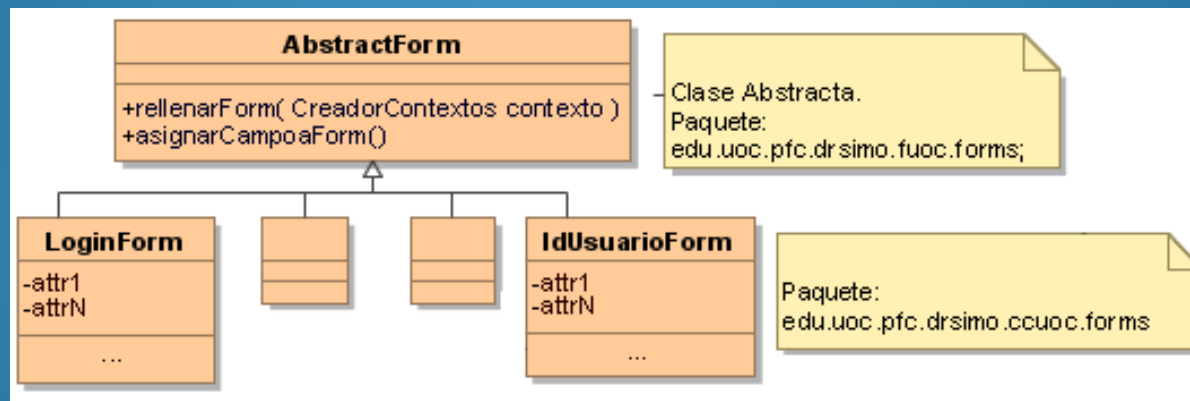 AbstractForm
+rellenarForm( CreadorContextos contexto )
+asignarCampoaForm()
Clase Abstracta.
Paquete:
edu.uoc.pfc.drsimo.fuoc.forms;
LoginForm
-attr1
-attrN
...
IdUsuarioForm
-attr1
-attrN
...
Paquete:
edu.uoc.pfc.drsimo.ccuoc.forms